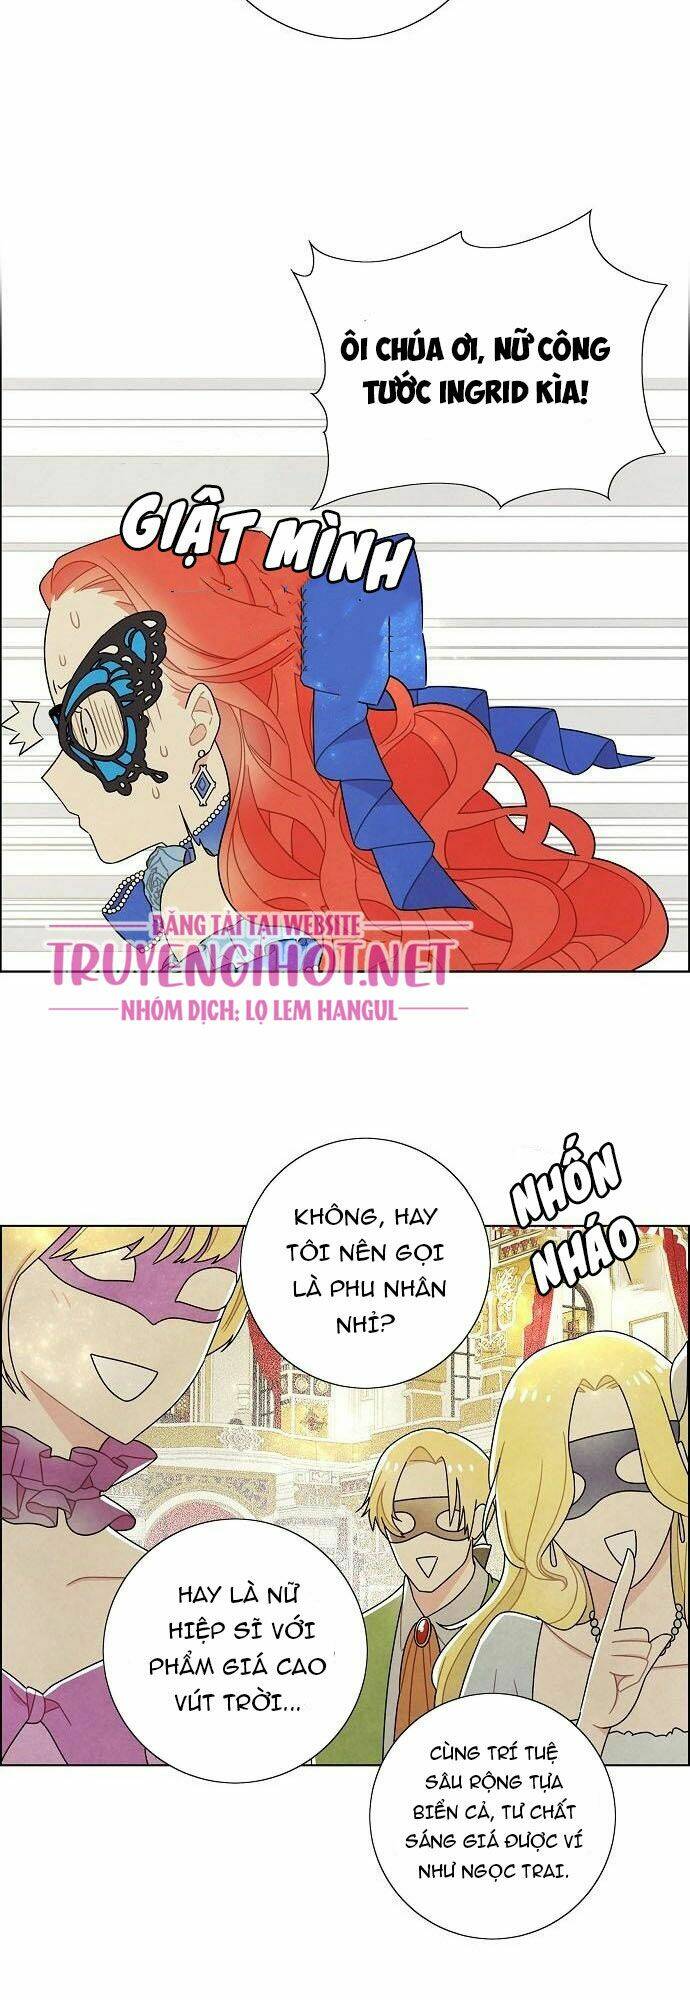 ÔI CHÚA ƠI, NỮ CÔNG
TƯỚC INGRID KÌA!
GIẬT MÌNH
ĐĂNG TẢI TẠI WEBSITE
TRUYENGIHOT.NET
NHÓM DỊCH: LỌ LEM HANGUL
NHỐN
NHÁO
KHÔNG, HAY
TÔI NÊN GỌI
LÀ PHU NHÂN
NHỈ?
HAY LÀ NỮ
HIỆP SĨ VỚI
PHẨM GIÁ CAO
VÚT TRỜI...
CÙNG TRÍ TUỆ
SÂU RỘNG TỰA
BIỂN CẢ, TƯ CHẤT
SÁNG GIÁ ĐƯỢC VÍ
NHƯ NGỌC TRAI.